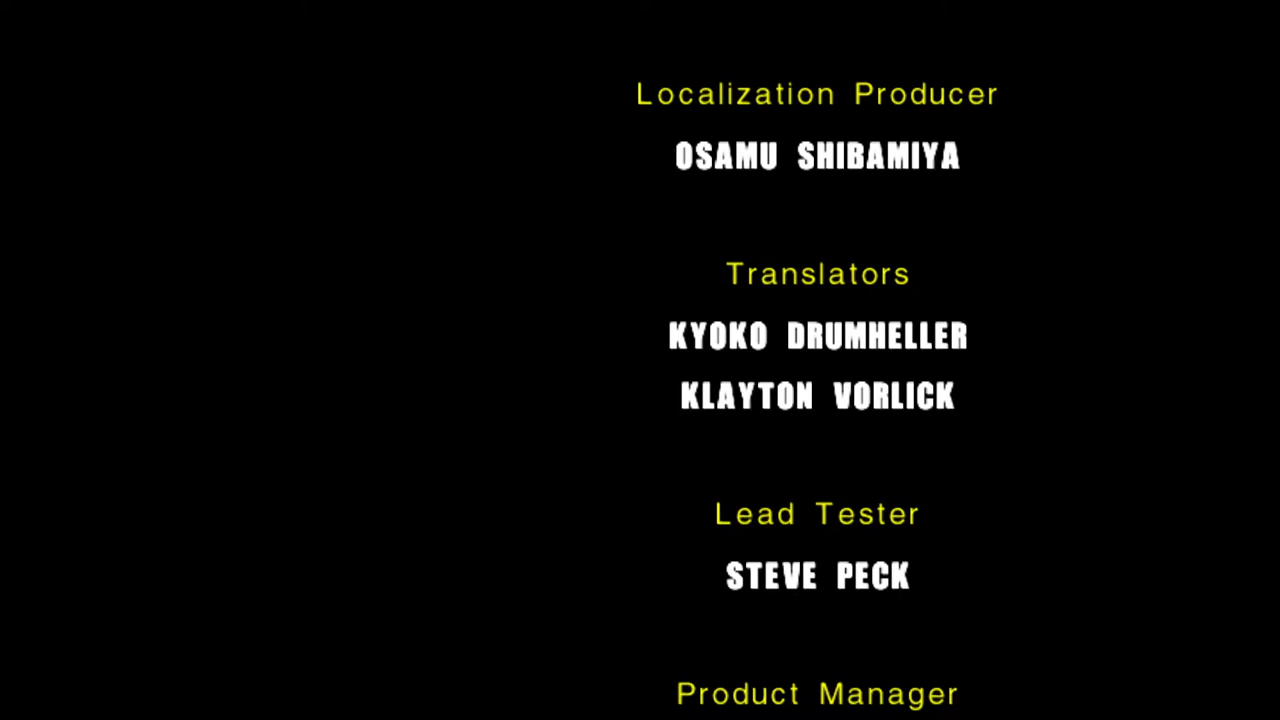 Localization Producer
OSAMU SHIBAMIYA
Translators
KYOKO DRUMHELLER
KLAYTON VORLICK
Lead Tester
STEVE PECK
Product Manager